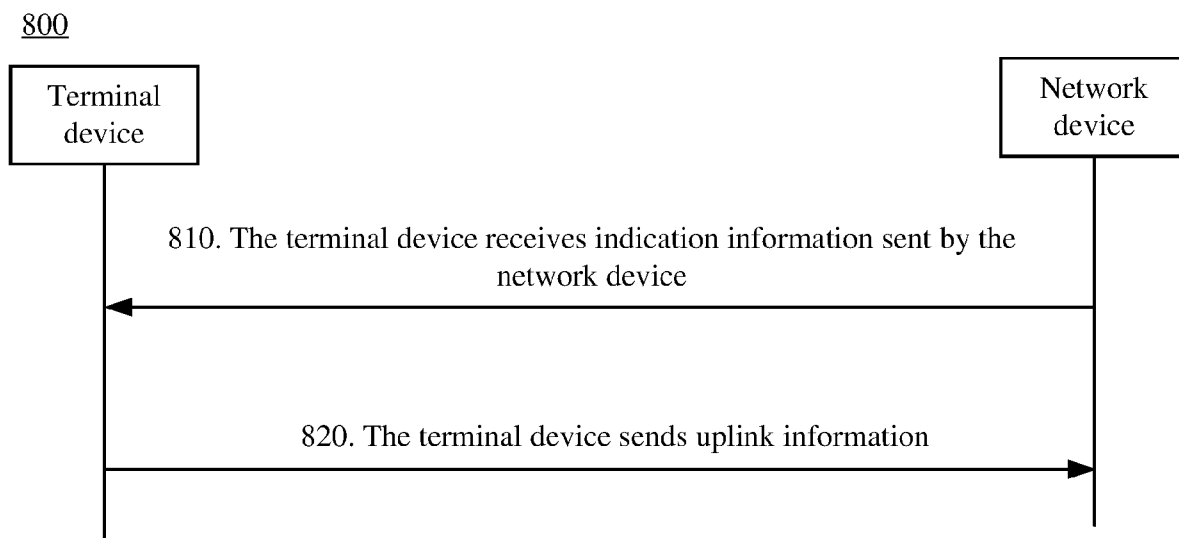 800
Terminal
device
Network
device
810. The terminal device receives indication information sent by the
network device
820. The terminal device sends uplink information